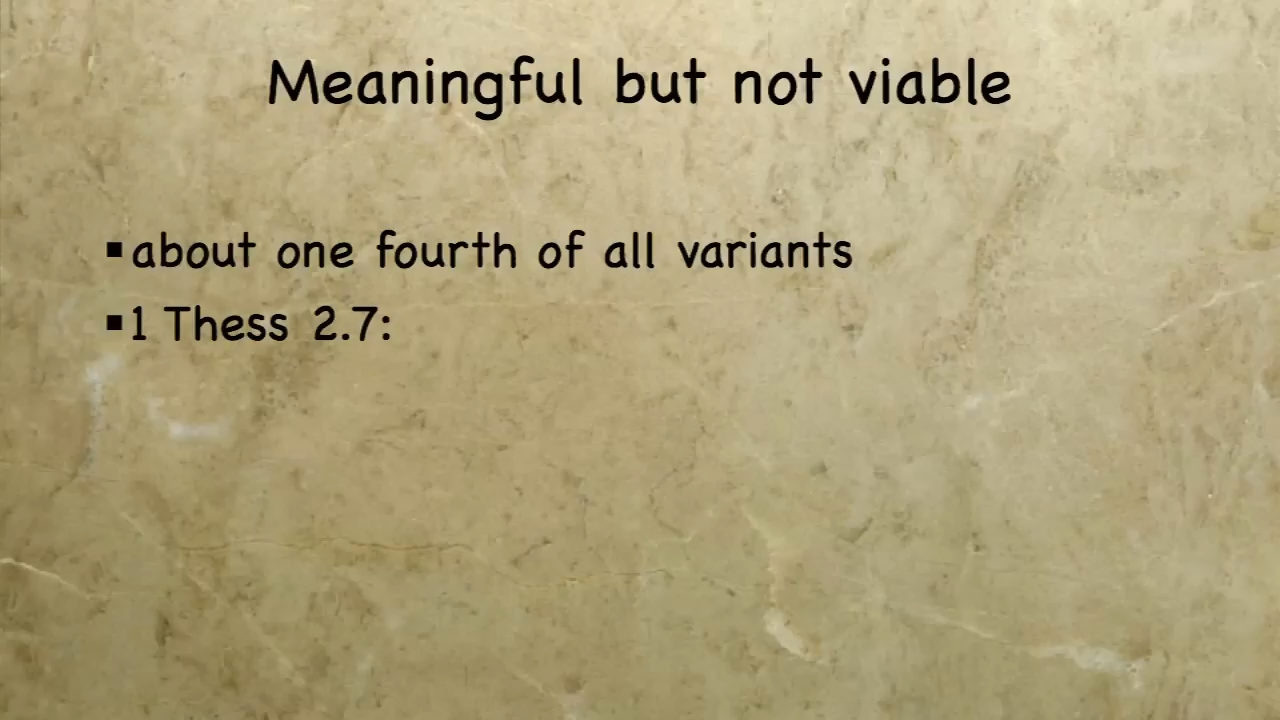 Meaningful but not viable
▪about one fourth of all variants
▪1 Thess 2.7: